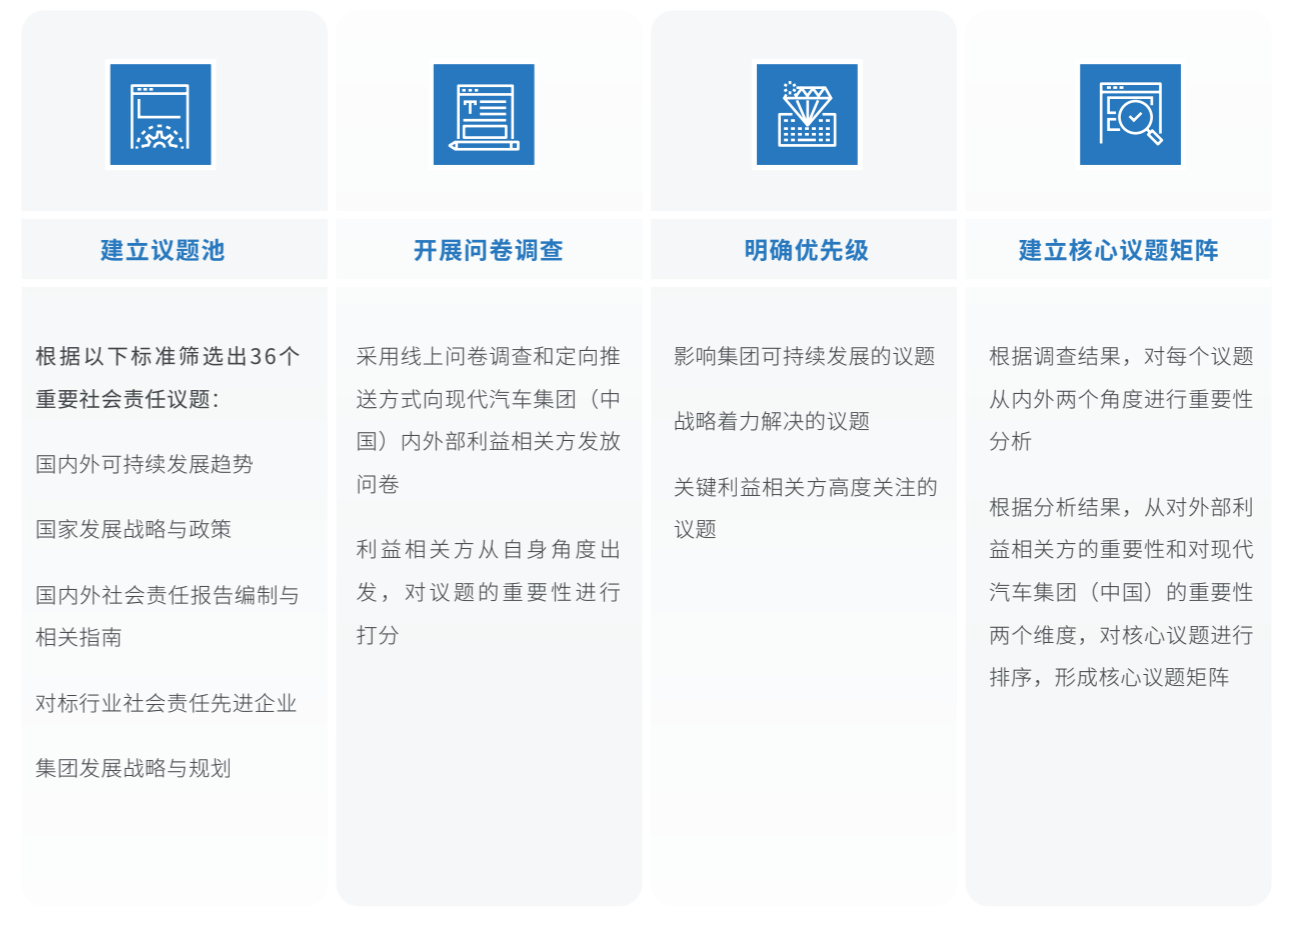 建立议题池
根据以下标准筛选出36个
重要社会责任议题：
国内外可持续发展趋势
国家发展战略与政策
国内外社会责任报告编制与
相关指南
对标行业社会责任先进企业
集团发展战略与规划
开展问卷调查
采用线上问卷调查和定向推
送方式向现代汽车集团（中
国）内外部利益相关方发放
问卷
利益相关方从自身角度出
发，对议题的重要性进行
打分
明确优先级
影响集团可持续发展的议题
战略着力解决的议题
关键利益相关方高度关注的
议题
建立核心议题矩阵
根据调查结果，对每个议题
从内外两个角度进行重要性
分析
根据分析结果，从对外部利
益相关方的重要性和对现代
汽车集团（中国）的重要性
两个维度，对核心议题进行
排序，形成核心议题矩阵